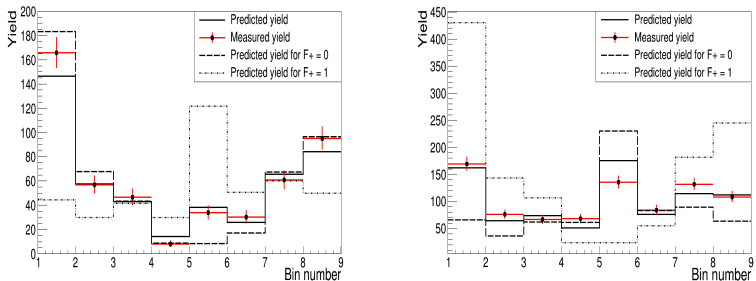 Yield
200
180
160
140
120
100
80
60
40
20
0
1 2 3 4 5 6 7 8 9
Bin number
Predicted yield
Measured yield
Predicted yield for F+ = 0
Predicted yield for F+ = 1
Yield
450
400
350
300
250
200
150
100
50
1 2 3 4 5 6 7 8 9
Bin number
Predicted yield
Measured yield
Predicted yield for F+ = 0
Predicted yield for F+ = 1